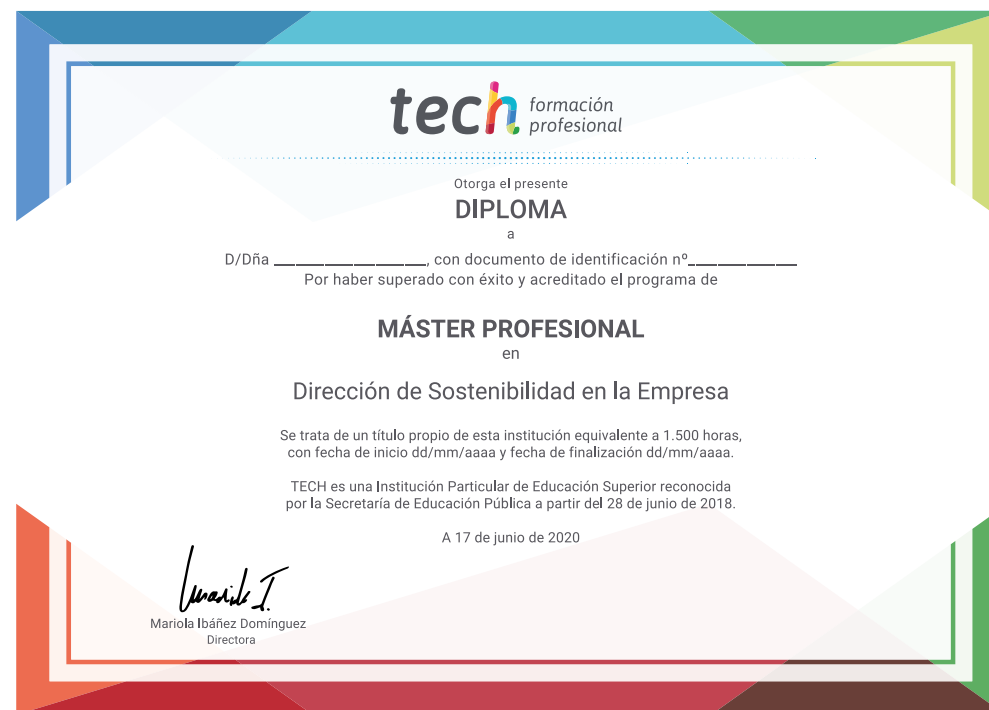 tech formación
profesional
Otorga el presente
DIPLOMA
a
D/Dña ______________, con documento de identificación nº__________
Por haber superado con éxito y acreditado el programa de
MÁSTER PROFESIONAL
en
Dirección de Sostenibilidad en la Empresa
Se trata de un título propio de esta institución equivalente a 1.500 horas,
con fecha de inicio dd/mm/aaaa y fecha de finalización dd/mm/aaaa.
TECH es una Institución Particular de Educación Superior reconocida
por la Secretaría de Educación Pública a partir del 28 de junio de 2018.
A 17 de junio de 2020
Mariola Ibáñez Domínguez
Directora